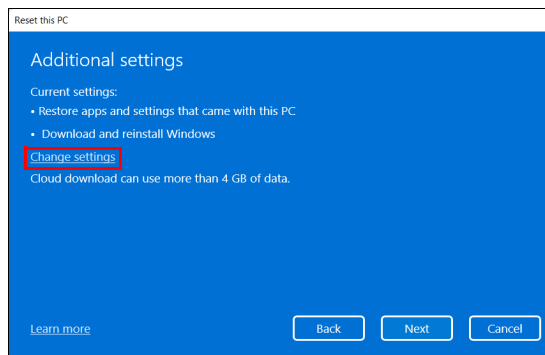 Reset this PC
Additional settings
Current settings:
• Restore apps and settings that came with this PC
• Download and reinstall Windows
Change settings
Cloud download can use more than 4 GB of data.
Learn more
Back
Next
Cancel